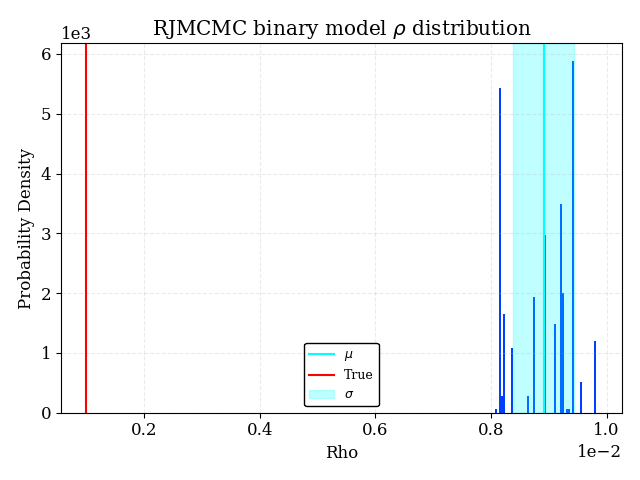 RJMCMC binary model ρ distribution
1e3
6
5
4
3
2
1
0
Probability Density
μ
True
σ
0.2 0.4 0.6 0.8 1.0
Rho
1e−2